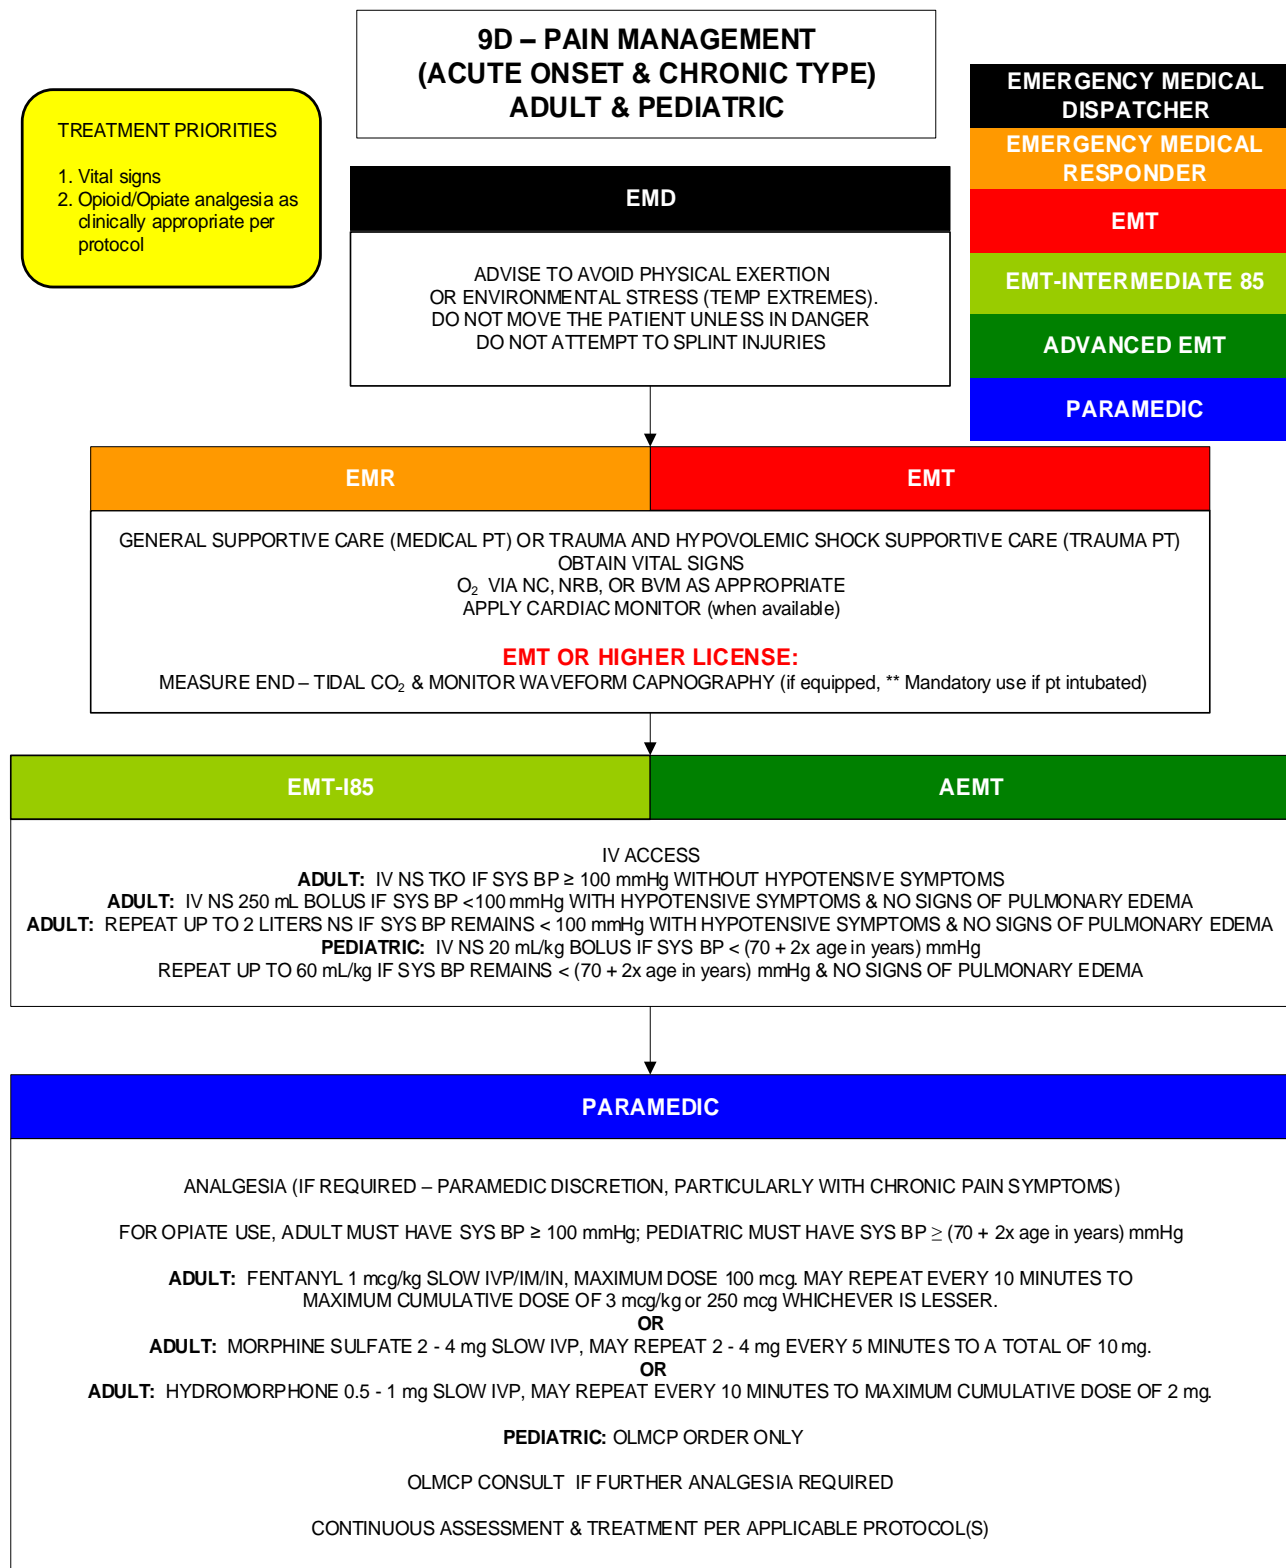 9D – PAIN MANAGEMENT
(ACUTE ONSET & CHRONIC TYPE)
ADULT & PEDIATRIC
TREATMENT PRIORITIES
1. Vital signs
2. Opioid/Opiate analgesia as
clinically appropriate per
protocol
EMERGENCY MEDICAL
DISPATCHER
EMERGENCY MEDICAL
RESPONDER
EMT
EMT-INTERMEDIATE 85
ADVANCED EMT
PARAMEDIC
EMD
ADVISE TO AVOID PHYSICAL EXERTION
OR ENVIRONMENTAL STRESS (TEMP EXTREMES).
DO NOT MOVE THE PATIENT UNLESS IN DANGER
DO NOT ATTEMPT TO SPLINT INJURIES
EMR
EMT
GENERAL SUPPORTIVE CARE (MEDICAL PT) OR TRAUMA AND HYPOVOLEMIC SHOCK SUPPORTIVE CARE (TRAUMA PT)
OBTAIN VITAL SIGNS
O₂ VIA NC, NRB, OR BVM AS APPROPRIATE
APPLY CARDIAC MONITOR (when available)
EMT OR HIGHER LICENSE:
MEASURE END – TIDAL CO₂ & MONITOR WAVEFORM CAPNOGRAPHY (if equipped, ** Mandatory use if pt intubated)
EMT-I85
AEMT
IV ACCESS
ADULT: IV NS TKO IF SYS BP ≥ 100 mmHg WITHOUT HYPOTENSIVE SYMPTOMS
ADULT: IV NS 250 mL BOLUS IF SYS BP <100 mmHg WITH HYPOTENSIVE SYMPTOMS & NO SIGNS OF PULMONARY EDEMA
ADULT: REPEAT UP TO 2 LITERS NS IF SYS BP REMAINS < 100 mmHg WITH HYPOTENSIVE SYMPTOMS & NO SIGNS OF PULMONARY EDEMA
PEDIATRIC: IV NS 20 mL/kg BOLUS IF SYS BP < (70 + 2x age in years) mmHg
REPEAT UP TO 60 mL/kg IF SYS BP REMAINS < (70 + 2x age in years) mmHg & NO SIGNS OF PULMONARY EDEMA
PARAMEDIC
ANALGESIA (IF REQUIRED – PARAMEDIC DISCRETION, PARTICULARLY WITH CHRONIC PAIN SYMPTOMS)
FOR OPIATE USE, ADULT MUST HAVE SYS BP ≥ 100 mmHg; PEDIATRIC MUST HAVE SYS BP ≥ (70 + 2x age in years) mmHg
ADULT: FENTANYL 1 mcg/kg SLOW IVP/IM/IN, MAXIMUM DOSE 100 mcg. MAY REPEAT EVERY 10 MINUTES TO
MAXIMUM CUMULATIVE DOSE OF 3 mcg/kg or 250 mcg WHICHEVER IS LESSER.
OR
ADULT: MORPHINE SULFATE 2 - 4 mg SLOW IVP, MAY REPEAT 2 - 4 mg EVERY 5 MINUTES TO A TOTAL OF 10 mg.
OR
ADULT: HYDROMORPHONE 0.5 - 1 mg SLOW IVP, MAY REPEAT EVERY 10 MINUTES TO MAXIMUM CUMULATIVE DOSE OF 2 mg.
PEDIATRIC: OLMCP ORDER ONLY
OLMCP CONSULT IF FURTHER ANALGESIA REQUIRED
CONTINUOUS ASSESSMENT & TREATMENT PER APPLICABLE PROTOCOL(S)